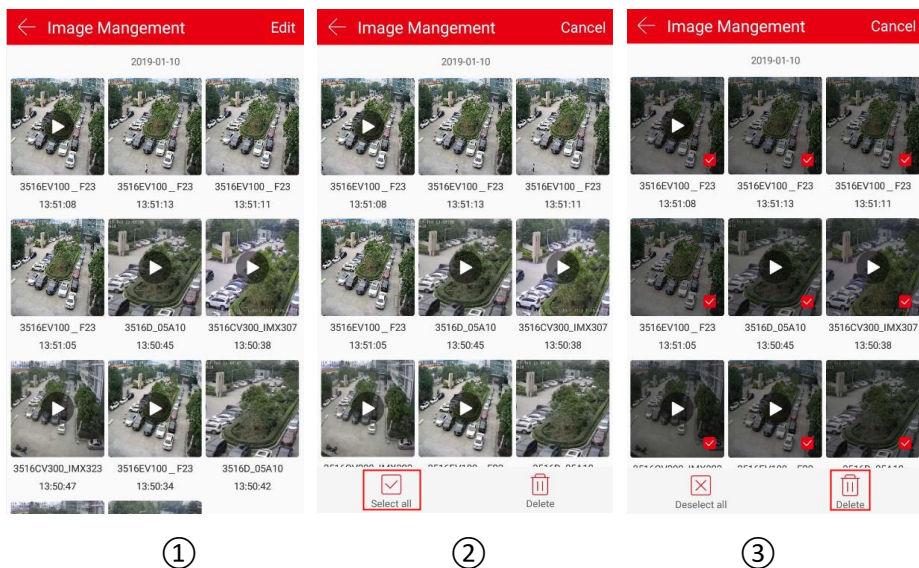 Image Mangement Edit
2019-01-10
3516EV100 _ F23 3516EV100 _ F23 3516EV100 _ F23
13:51:08 13:51:13 13:51:11
3516EV100 _ F23 3516D_05A10 3516CV300_IMX307
13:51:05 13:50:45 13:50:38
3516CV300_IMX323 3516EV100 _ F23 3516D_05A10
13:50:47 13:50:34 13:50:42
①
Image Mangement Cancel
2019-01-10
3516EV100 _ F23 3516EV100 _ F23 3516EV100 _ F23
13:51:08 13:51:13 13:51:11
3516EV100 _ F23 3516D_05A10 3516CV300_IMX307
13:51:05 13:50:45 13:50:38
Select all Delete
②
Image Mangement Cancel
2019-01-10
3516EV100 _ F23 3516EV100 _ F23 3516EV100 _ F23
13:51:08 13:51:13 13:51:11
3516EV100 _ F23 3516D_05A10 3516CV300_IMX307
13:51:05 13:50:45 13:50:38
Deselect all Delete
③